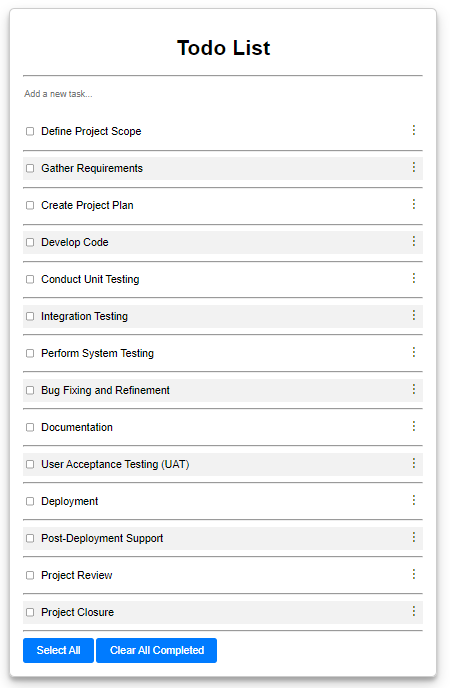 Todo List
Add a new task...
Define Project Scope
Gather Requirements
Create Project Plan
Develop Code
Conduct Unit Testing
Integration Testing
Perform System Testing
Bug Fixing and Refinement
Documentation
User Acceptance Testing (UAT)
Deployment
Post-Deployment Support
Project Review
Project Closure
Select All Clear All Completed